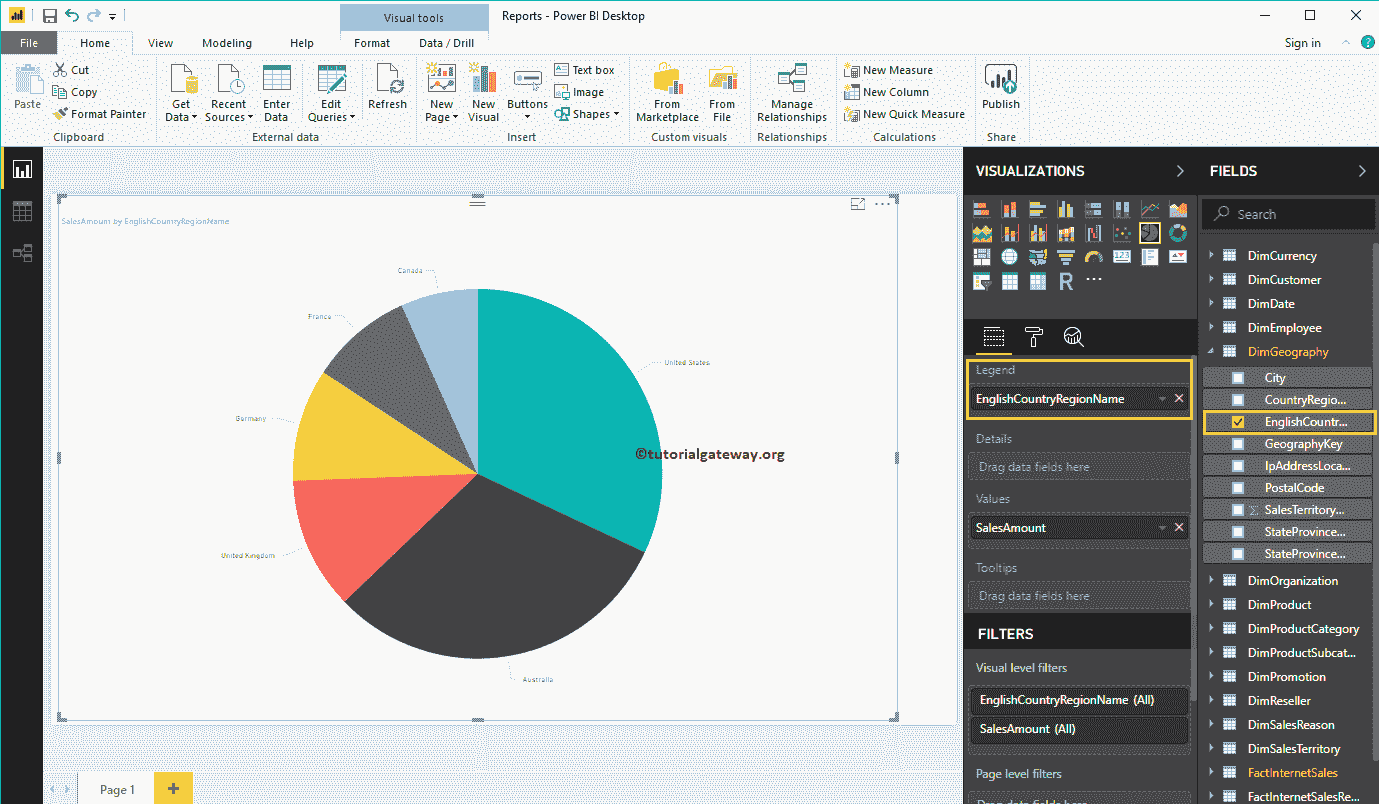 Visual tools
Reports - Power BI Desktop
File
Home
View
Modeling
Help
Format
Data / Drill
Sign in
?
Paste
Cut
Copy
Format Painter
Clipboard
Get Data
Recent Sources
Enter Data
Edit Queries
External data
Refresh
New Page
New Visual
Buttons
Text box
Image
Shapes
Insert
From Marketplace
From File
Custom visuals
Manage Relationships
Relationships
New Measure
New Column
New Quick Measure
Calculations
Publish
Share
SalesAmount by EnglishCountryRegionName
Canada
France
United States
Germany
©tutorialgateway.org
United Kingdom
Australia
Page 1
+
VISUALIZATIONS
123
R
Legend
EnglishCountryRegionName
Details
Drag data fields here
Values
SalesAmount
Tooltips
Drag data fields here
FILTERS
Visual level filters
EnglishCountryRegionName (All)
SalesAmount (All)
Page level filters
Drag data fields here
FIELDS
Search
DimCurrency
DimCustomer
DimDate
DimEmployee
DimGeography
City
CountryRegio...
EnglishCountr...
GeographyKey
IpAddressLoca...
PostalCode
Σ SalesTerritory...
StateProvince...
StateProvince...
DimOrganization
DimProduct
DimProductCategory
DimProductSubcat...
DimPromotion
DimReseller
DimSalesReason
DimSalesTerritory
FactInternetSales
FactInternetSalesRe...